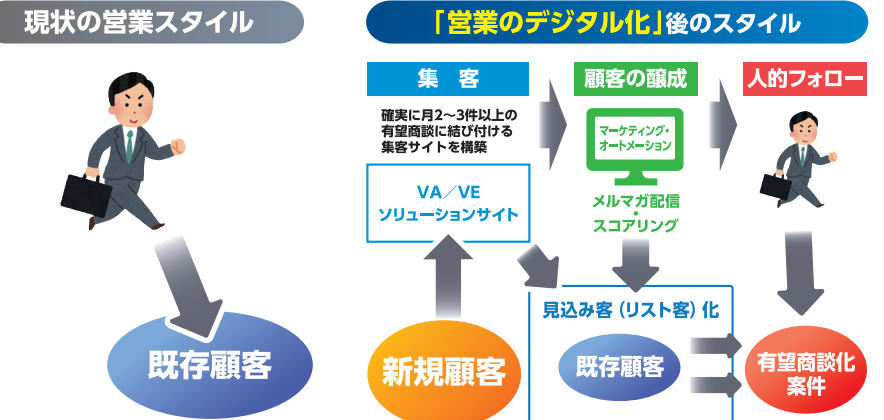 現状の営業スタイル
既存顧客
「営業のデジタル化」後のスタイル
集 客
確実に月2〜3件以上の
有望商談に結び付ける
集客サイトを構築
VA／VE
ソリューションサイト
新規顧客
顧客の醸成
マーケティング・
オートメーション
メルマガ配信
・
スコアリング
見込み客（リスト客）化
既存顧客
人的フォロー
有望商談化
案件